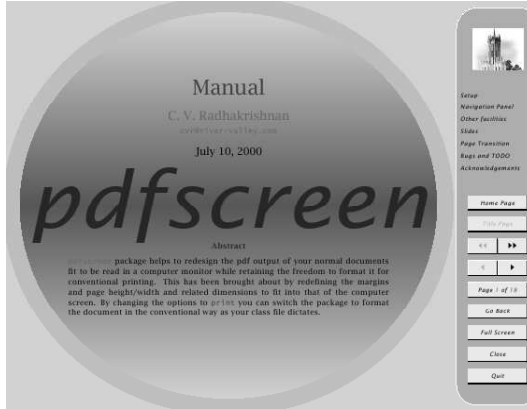 Manual
C. V. Radhakrishnan
cvr@river-valley.com
July 10, 2000
pdfscreen
Abstract
pdfscreen package helps to redesign the pdf output of your normal documents
fit to be read in a computer monitor while retaining the freedom to format it for
conventional printing. This has been brought about by redefining the margins
and page height/width and related dimensions to fit into that of the computer
screen. By changing the options to print you can switch the package to format
the document in the conventional way as your class file dictates.
Setup
Navigation Panel
Other facilities
Slides
Page Transition
Bugs and TODO
Acknowledgements
Home Page
Title Page
Page 1 of 18
Go Back
Full Screen
Close
Quit